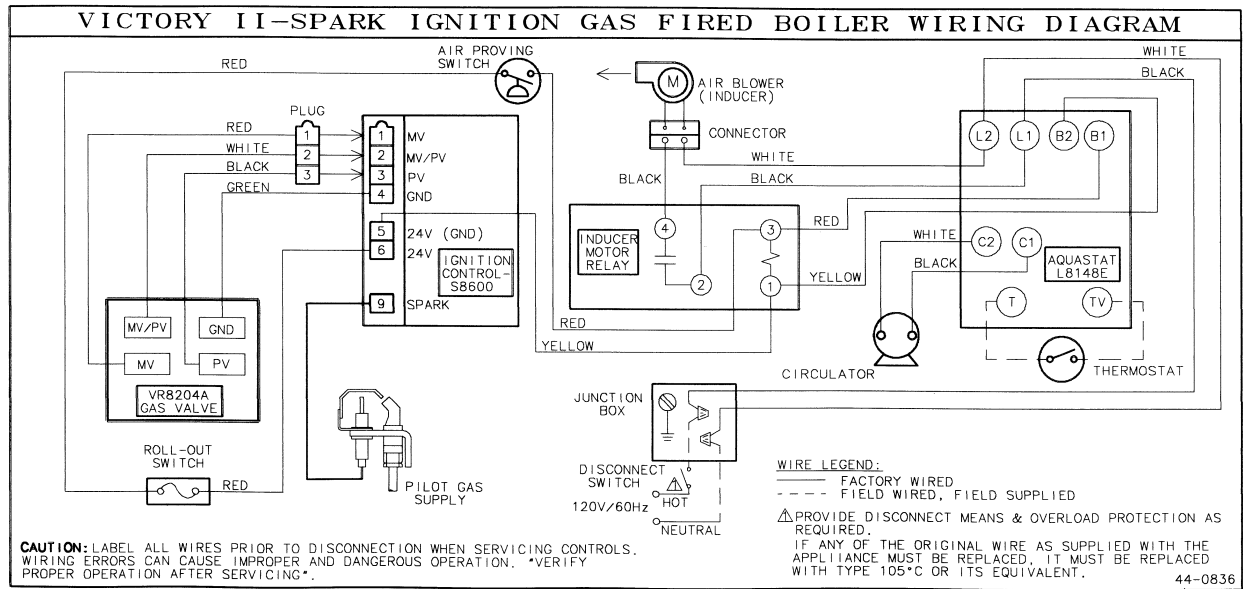 VICTORY II-SPARK IGNITION GAS FIRED BOILER WIRING DIAGRAM
AIR PROVING
SWITCH
RED
WHITE
BLACK
M
AIR BLOWER
(INDUCER)
PLUG
CONNECTOR
RED
WHITE
BLACK
GREEN
1
2
3
1
2
3
4
5
6
9
MV
MV/PV
PV
GND
24V (GND)
24V
SPARK
IGNITION
CONTROL-
S8600
WHITE
BLACK
BLACK
L2
L1
B2
B1
INDUCER
MOTOR
RELAY
4
2
3
1
RED
YELLOW
WHITE
BLACK
C2
C1
AQUASTAT
L8148E
T
TV
RED
YELLOW
MV/PV
GND
MV
PV
VR8204A
GAS VALVE
CIRCULATOR
THERMOSTAT
JUNCTION
BOX
ROLL-OUT
SWITCH
RED
PILOT GAS
SUPPLY
DISCONNECT
SWITCH
120V/60Hz
HOT
NEUTRAL
WIRE LEGEND:
FACTORY WIRED
FIELD WIRED, FIELD SUPPLIED
⚠PROVIDE DISCONNECT MEANS & OVERLOAD PROTECTION AS
REQUIRED.
IF ANY OF THE ORIGINAL WIRE AS SUPPLIED WITH THE
APPLIIANCE MUST BE REPLACED, IT MUST BE REPLACED
WITH TYPE 105°C OR ITS EQUIVALENT.
CAUTION: LABEL ALL WIRES PRIOR TO DISCONNECTION WHEN SERVICING CONTROLS.
WIRING ERRORS CAN CAUSE IMPROPER AND DANGEROUS OPERATION. "VERIFY
PROPER OPERATION AFTER SERVICING".
44-0836